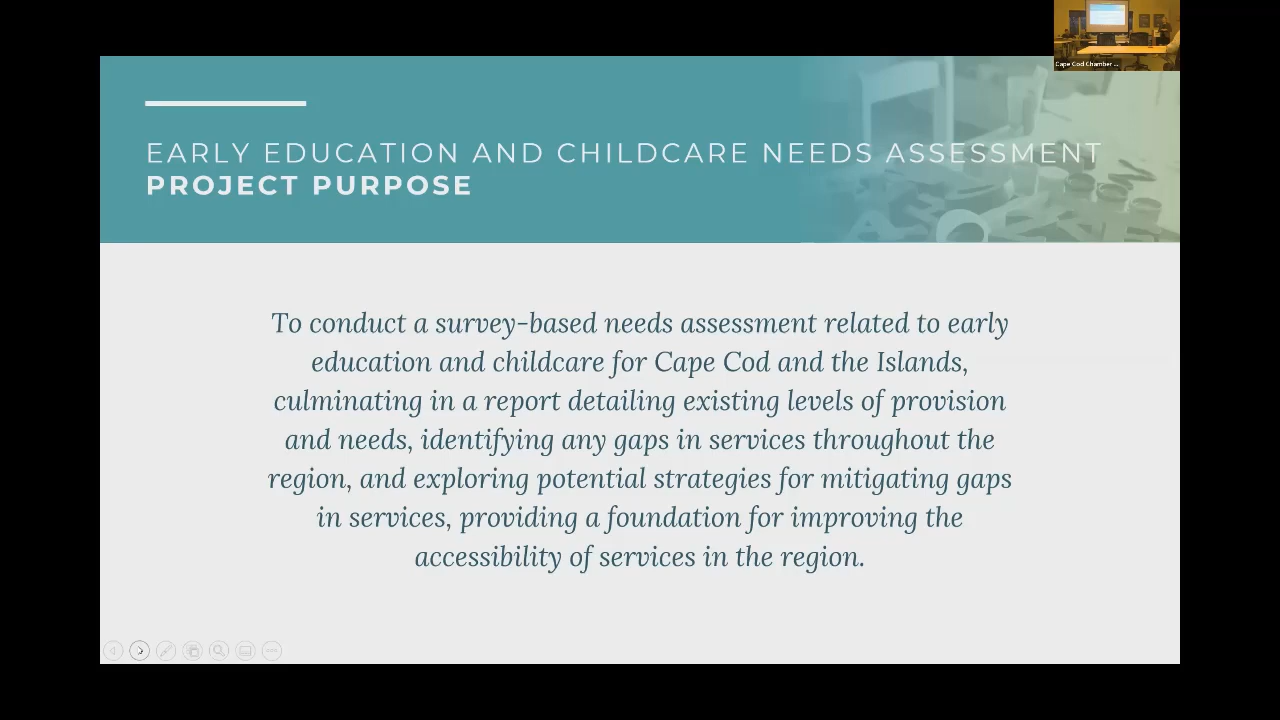 Cape Cod Chamber ...
EARLY EDUCATION AND CHILDCARE NEEDS ASSESSMENT
PROJECT PURPOSE
To conduct a survey-based needs assessment related to early
education and childcare for Cape Cod and the Islands,
culminating in a report detailing existing levels of provision
and needs, identifying any gaps in services throughout the
region, and exploring potential strategies for mitigating gaps
in services, providing a foundation for improving the
accessibility of services in the region.